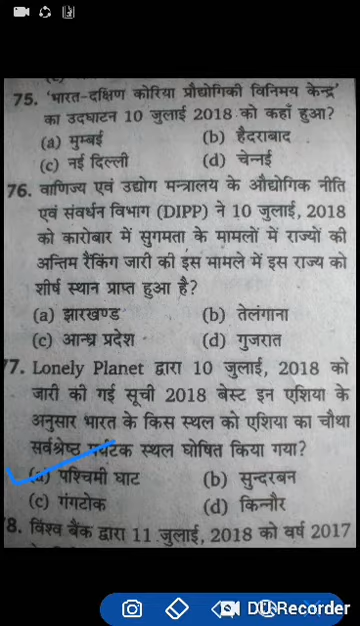 75. 'भारत-दक्षिण कोरिया प्रौद्योगिकी विनिमय केन्द्र'
का उदघाटन 10 जुलाई 2018 को कहाँ हुआ?
(a) मुम्बई (b) हैदराबाद
(c) नई दिल्ली (d) चेन्नई
76. वाणिज्य एवं उद्योग मन्त्रालय के औद्योगिक नीति
एवं संवर्धन विभाग (DIPP) ने 10 जुलाई, 2018
को कारोबार में सुगमता के मामलों में राज्यों की
अन्तिम रैंकिंग जारी की इस मामले में इस राज्य को
शीर्ष स्थान प्राप्त हुआ है?
(a) झारखण्ड (b) तेलंगाना
(c) आन्ध्र प्रदेश (d) गुजरात
77. Lonely Planet द्वारा 10 जुलाई, 2018 को
जारी की गई सूची 2018 बेस्ट इन एशिया के
अनुसार भारत के किस स्थल को एशिया का चौथा
सर्वश्रेष्ठ पर्यटक स्थल घोषित किया गया?
(a) पश्चिमी घाट (b) सुन्दरबन
(c) गंगटोक (d) किन्नौर
8. विश्व बैंक द्वारा 11 जुलाई, 2018 को वर्ष 2017
DU Recorder